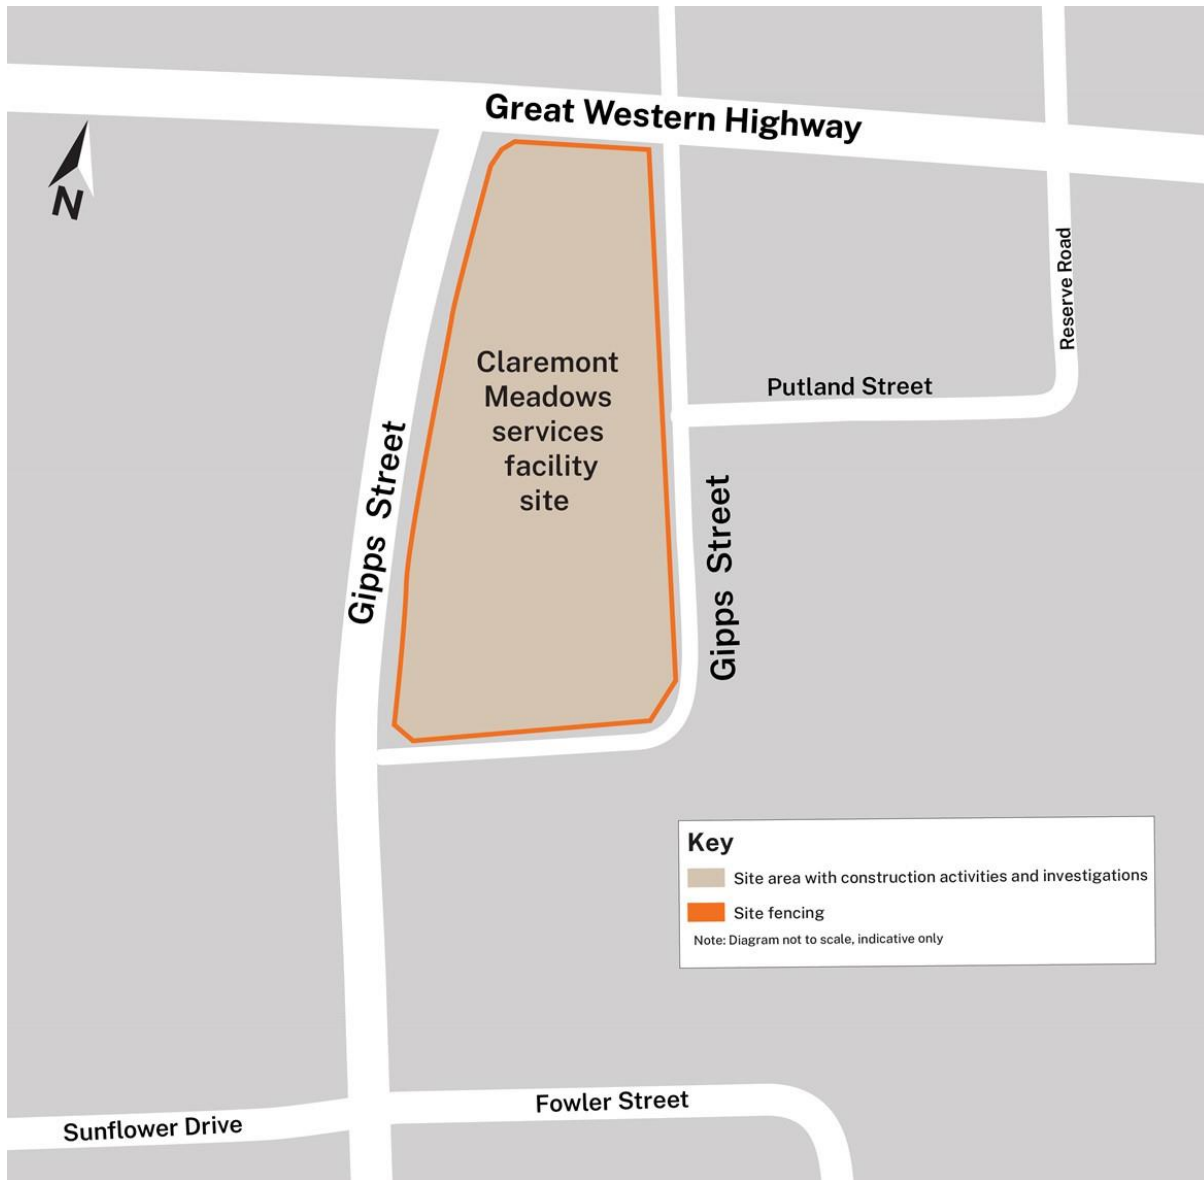 Great Western Highway
N
Reserve Road
Claremont
Meadows
services
facility
site
Putland Street
Gipps Street
Gipps Street
Key
Site area with construction activities and investigations
Site fencing
Note: Diagram not to scale, indicative only
Fowler Street
Sunflower Drive